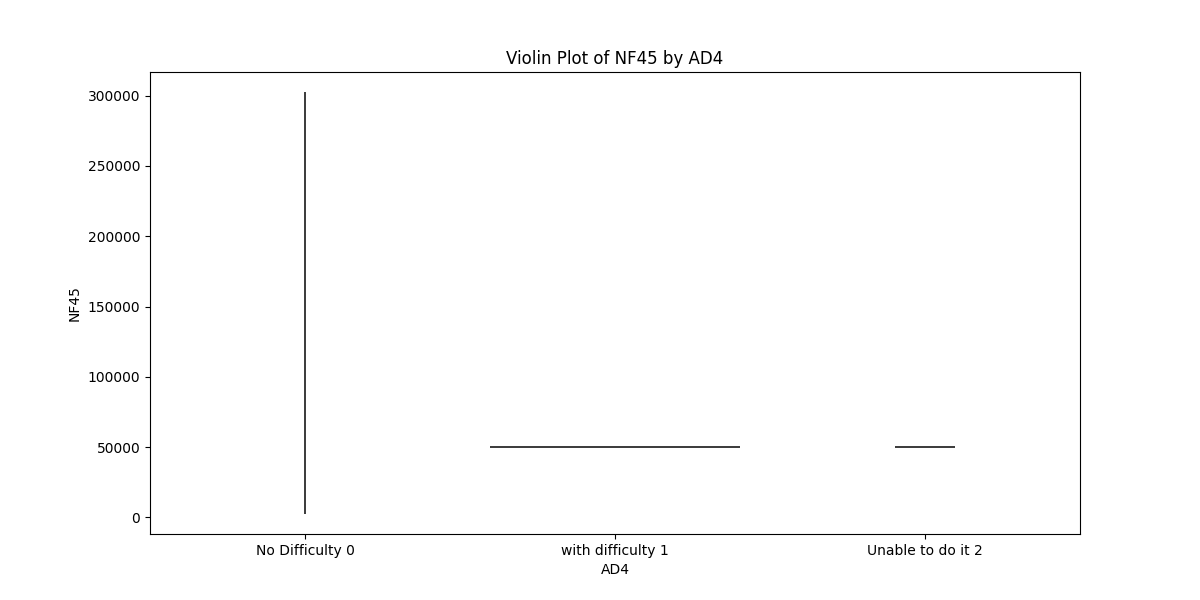 Violin Plot of NF45 by AD4
300000
250000
200000
150000
100000
50000
0
NF45
No Difficulty 0
with difficulty 1
Unable to do it 2
AD4